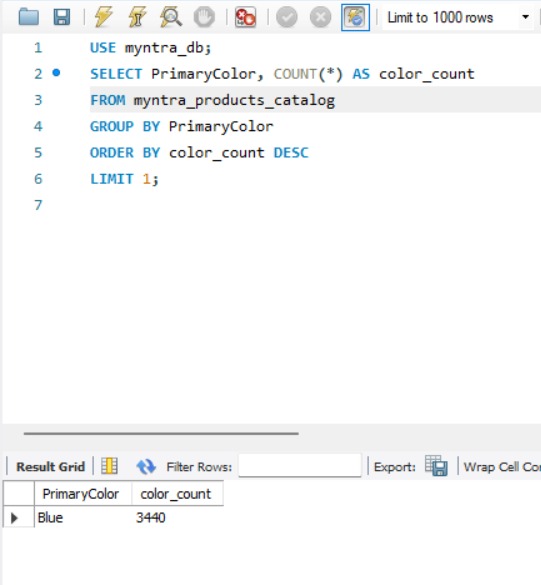 Limit to 1000 rows
1 USE myntra_db;
2 SELECT PrimaryColor, COUNT(*) AS color_count
3 FROM myntra_products_catalog
4 GROUP BY PrimaryColor
5 ORDER BY color_count DESC
6 LIMIT 1;
7
Result Grid Filter Rows: Export: Wrap Cell Co
PrimaryColor color_count
Blue 3440